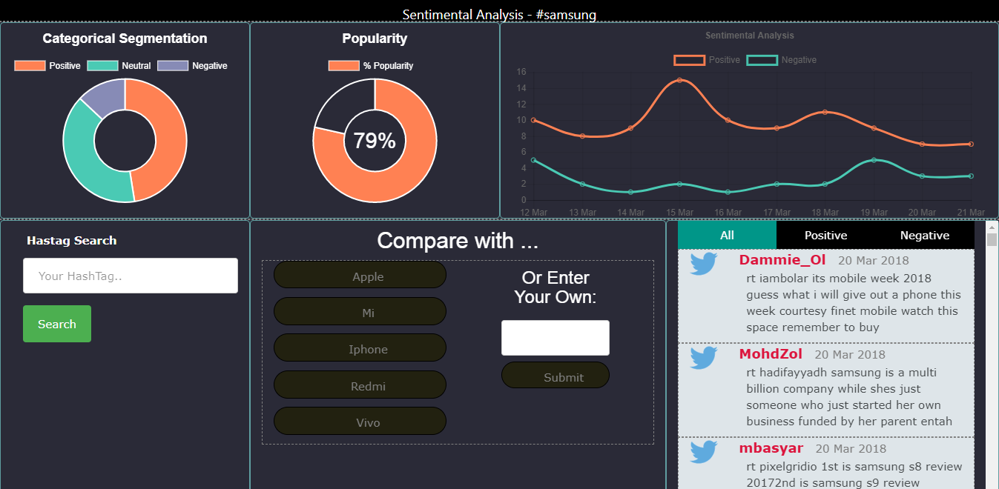 Sentimental Analysis - #samsung
Categorical Segmentation
Positive Neutral Negative
Popularity
% Popularity
79%
Sentimental Analysis
Positive Negative
16
14
12
10
8
6
4
2
0
12 Mar 13 Mar 14 Mar 15 Mar 16 Mar 17 Mar 18 Mar 19 Mar 20 Mar 21 Mar
Hastag Search
Your HashTag..
Search
Compare with ...
Apple
Mi
Iphone
Redmi
Vivo
Or Enter
Your Own:
Submit
All Positive Negative
Dammie_Ol 20 Mar 2018
rt iambolar its mobile week 2018
guess what i will give out a phone this
week courtesy finet mobile watch this
space remember to buy
MohdZol 20 Mar 2018
rt hadifayyadh samsung is a multi
billion company while shes just
someone who just started her own
business funded by her parent entah
mbasyar 20 Mar 2018
rt pixelgridio 1st is samsung s8 review
20172nd is samsung s9 review